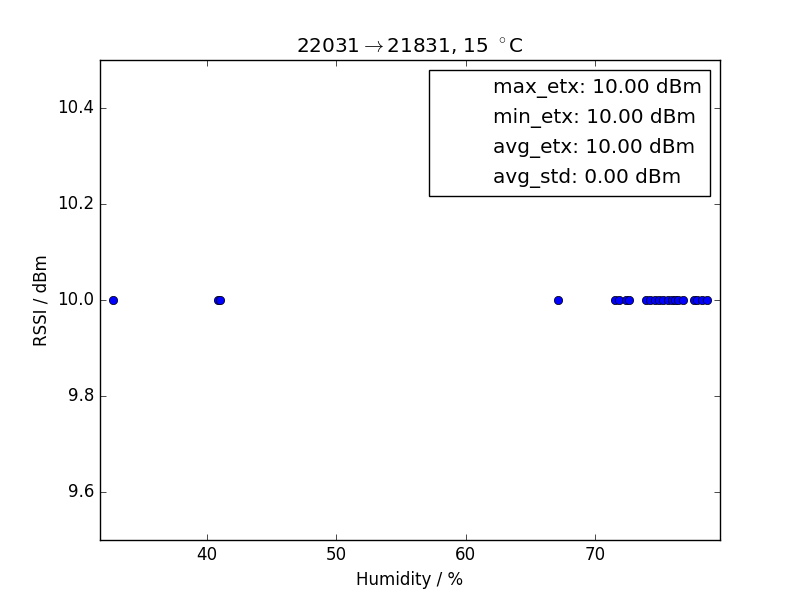 22031→21831, 15 °C
max_etx: 10.00 dBm
min_etx: 10.00 dBm
avg_etx: 10.00 dBm
avg_std: 0.00 dBm
10.4
10.2
10.0
9.8
9.6
RSSI / dBm
40 50 60 70
Humidity / %